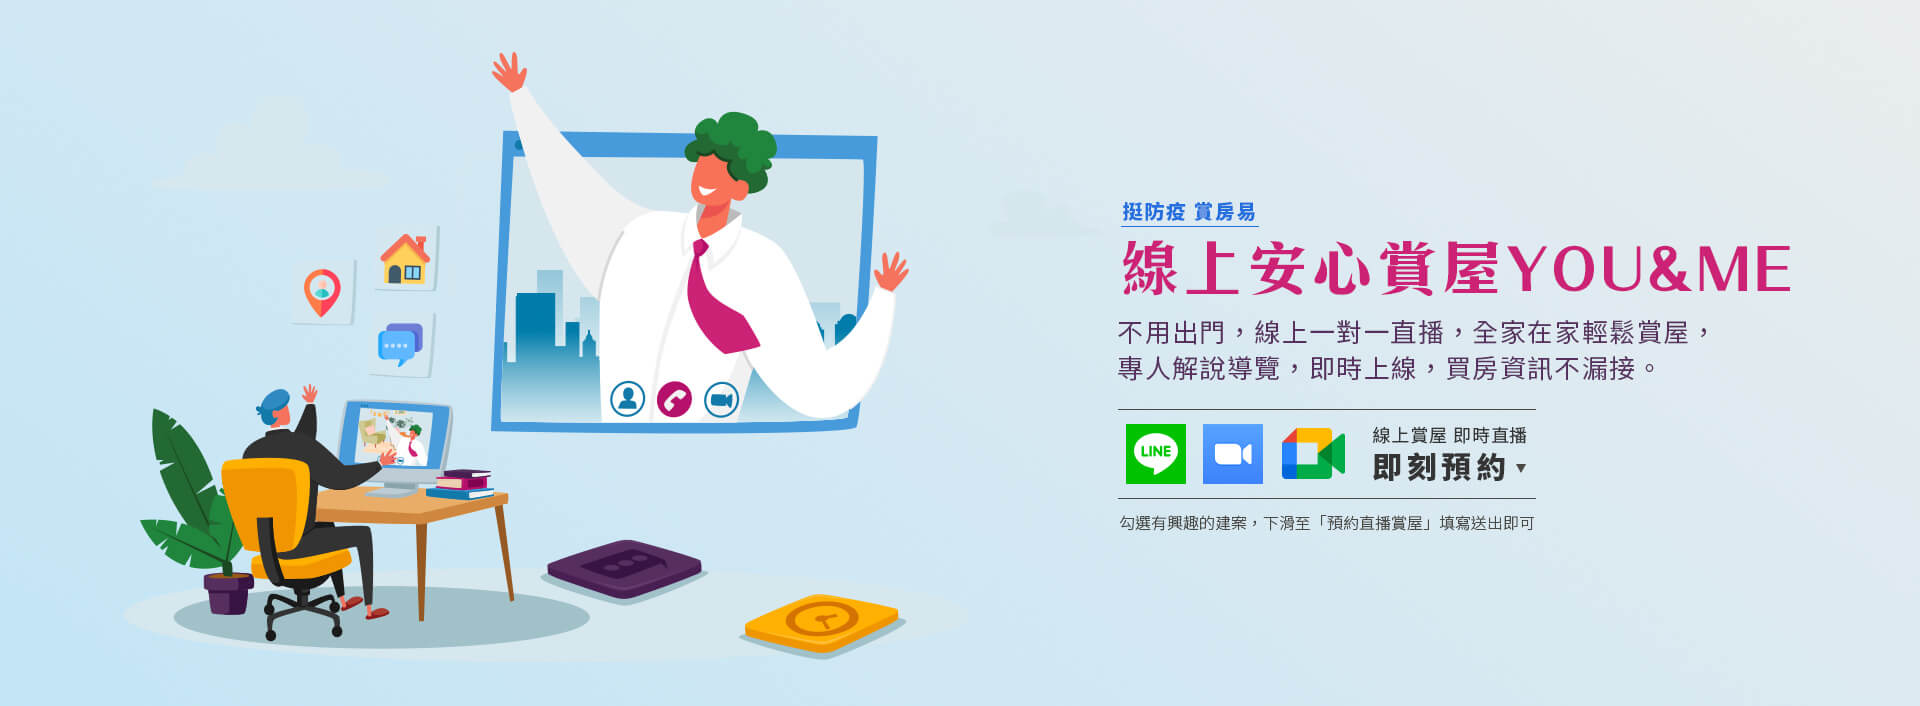 挺防疫 賞房易
線上安心賞屋YOU&ME
不用出門，線上一對一直播，全家在家輕鬆賞屋，
專人解說導覽，即時上線，買房資訊不漏接。
LINE
線上賞屋 即時直播
即刻預約▼
勾選有興趣的建案，下滑至「預約直播賞屋」填寫送出即可